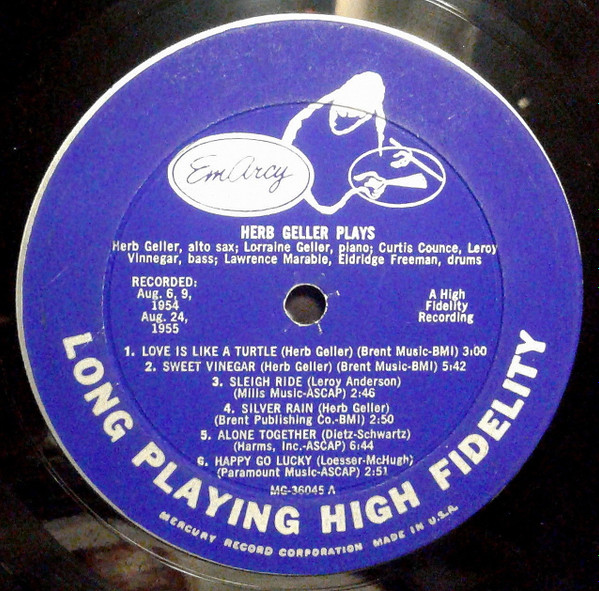 EmArcy
HERB GELLER PLAYS
Herb Geller, alto sax; Lorraine Geller, piano; Curtis Counce, Leroy
Vinnegar, bass; Lawrence Marable, Eldridge Freeman, drums
RECORDED:
Aug. 6, 9,
1954
Aug. 24,
1955
A High
Fidelity
Recording
1. LOVE IS LIKE A TURTLE (Herb Geller) (Brent Music-BMI) 3:00
2. SWEET VINEGAR (Herb Geller) (Brent Music-BMI) 5:42
3. SLEIGH RIDE (Leroy Anderson)
(Mills Music-ASCAP) 2:46
4. SILVER RAIN (Herb Geller)
(Brent Publishing Co.-BMI) 2:50
5. ALONE TOGETHER (Dietz-Schwartz)
(Harms, Inc.-ASCAP) 6:44
6. HAPPY GO LUCKY (Loesser-McHugh)
(Paramount Music-ASCAP) 2:51
MG-36045 A
LONG PLAYING HIGH FIDELITY
MERCURY RECORD CORPORATION MADE IN U.S.A.